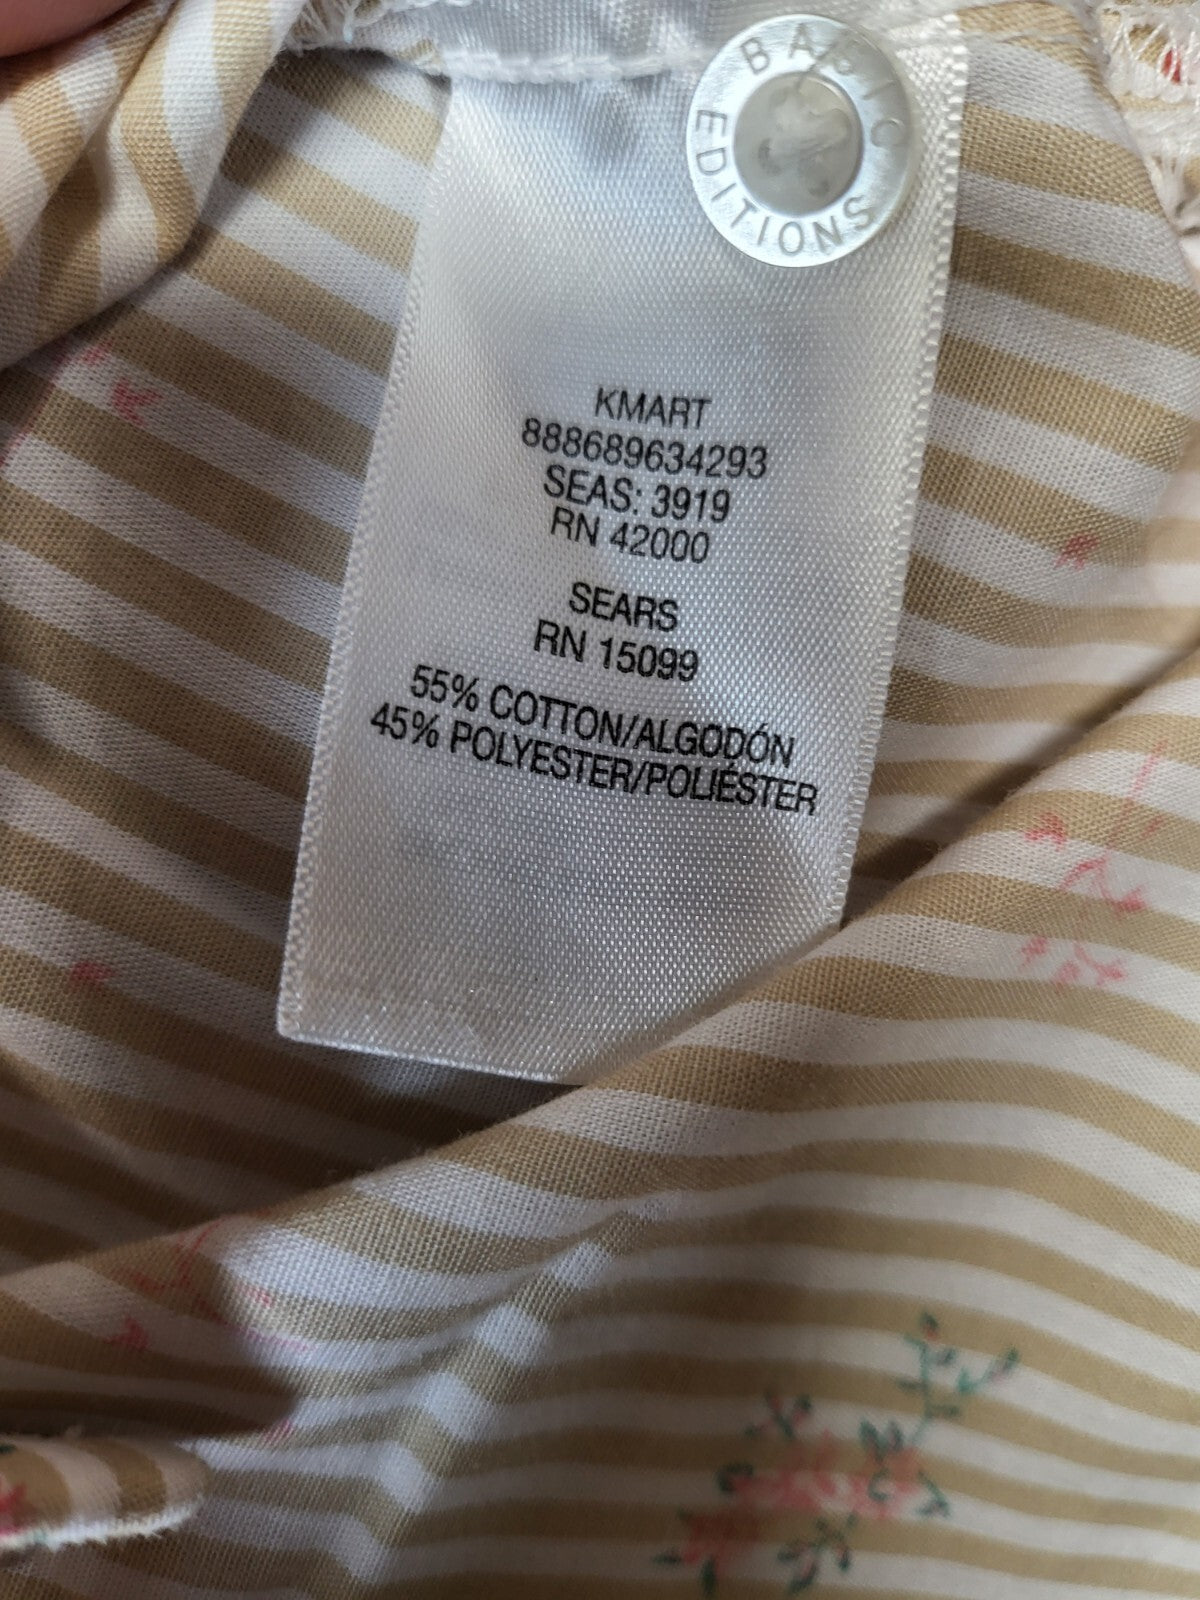 BASIC
EDITIONS
KMART
888689634293
SEAS: 3919
RN 42000
SEARS
RN 15099
55% COTTON/ALGODÓN
45% POLYESTER/POLIÉSTER